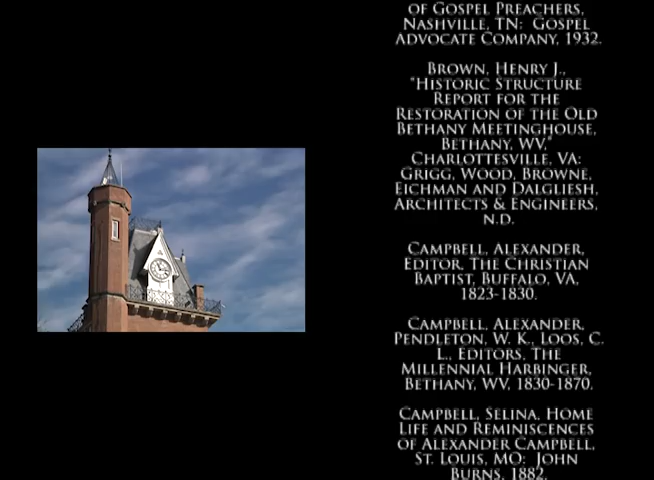 of Gospel Preachers,
Nashville, TN: Gospel
Advocate Company, 1932.
Brown, Henry J.,
"Historic Structure
Report for the
Restoration of the Old
Bethany Meetinghouse,
Bethany, WV,"
Charlottesville, VA:
Grigg, Wood, Browne,
Eichman and Dalgliesh,
Architects & Engineers,
n.d.
Campbell, Alexander,
Editor, The Christian
Baptist, Buffalo, VA,
1823-1830.
Campbell, Alexander,
Pendleton, W. K., Loos, C.
L., Editors, The
Millennial Harbinger,
Bethany, WV, 1830-1870.
Campbell, Selina, Home
Life and Reminiscences
of Alexander Campbell,
St. Louis, MO: John
Burns, 1882.